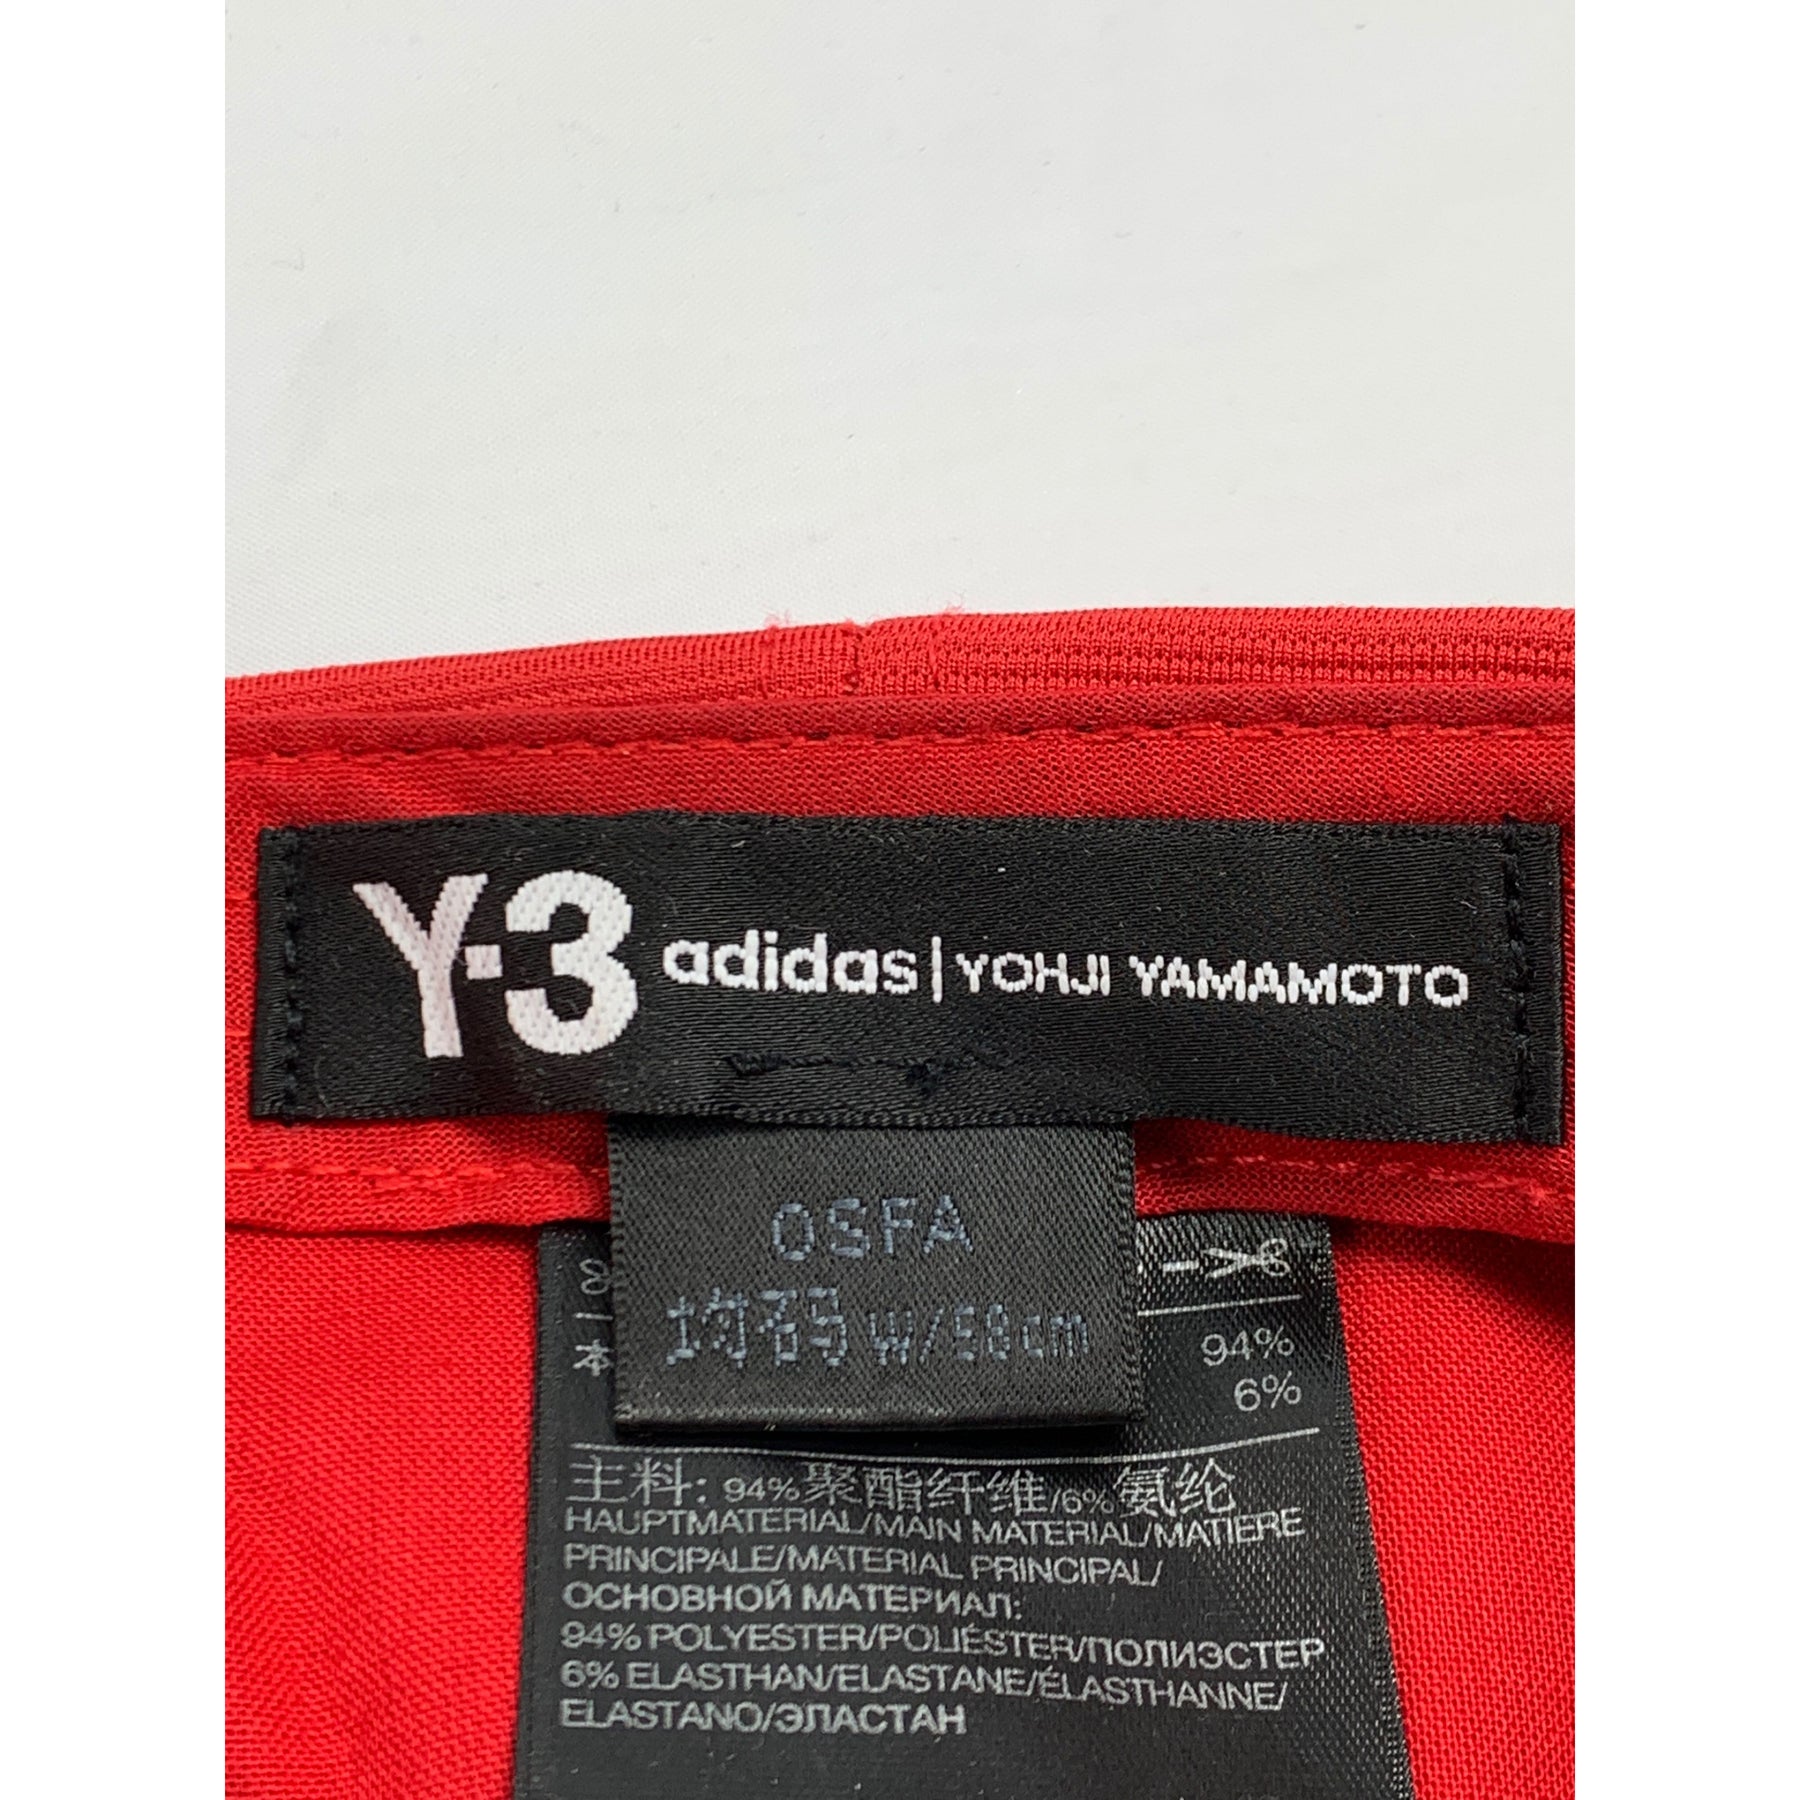 Y-3 adidas | YOHJI YAMAMOTO
OSFA
均码 W/58cm
94%
6%
主料: 94%聚酯纤维/6%氨纶
HAUPTMATERIAL/MAIN MATERIAL/MATIERE
PRINCIPALE/MATERIAL PRINCIPAL/
ОСНОВНОЙ МАТЕРИАЛ:
94% POLYESTER/POLIÉSTER/ПОЛИЭСТЕР
6% ELASTHAN/ELASTANE/ÉLASTHANNE/
ELASTANO/ЭЛАСТАН